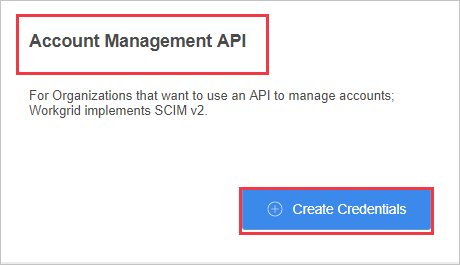 Account Management API
For Organizations that want to use an API to manage accounts;
Workgrid implements SCIM v2.
Create Credentials